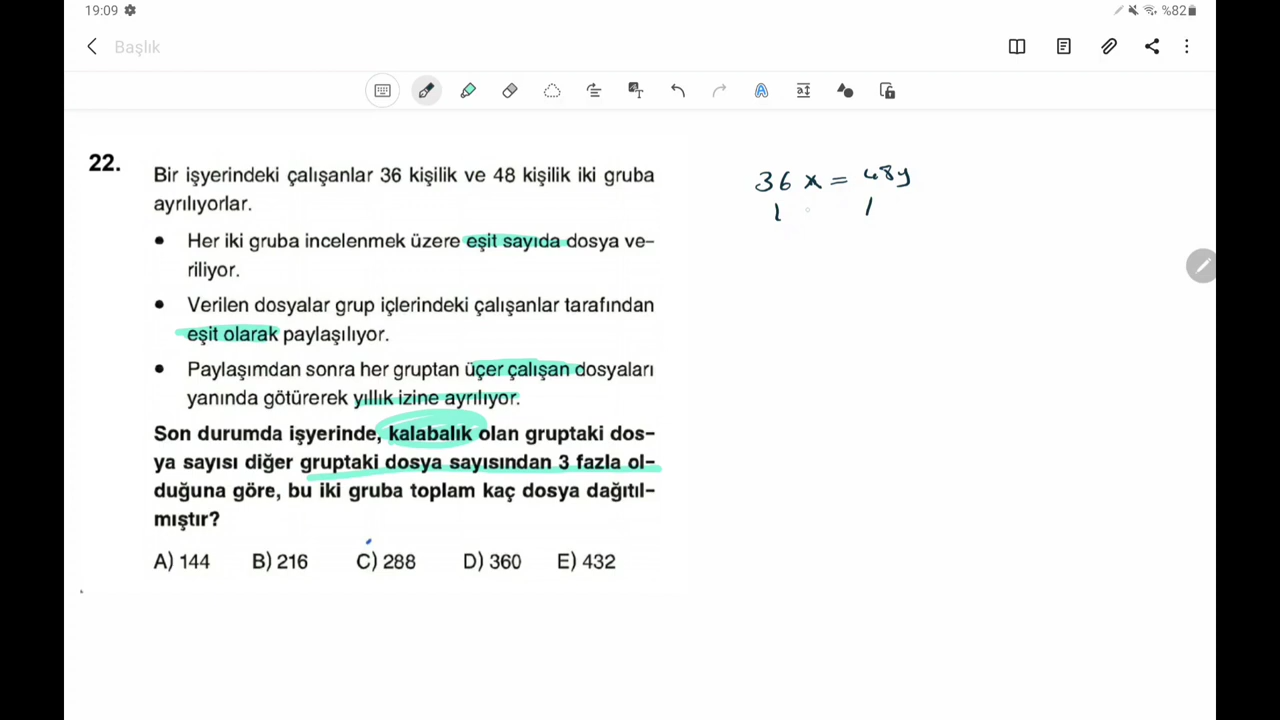 19:09
%82
Başlık
22.
Bir işyerindeki çalışanlar 36 kişilik ve 48 kişilik iki gruba
ayrılıyorlar.
• Her iki gruba incelenmek üzere eşit sayıda dosya ve-
riliyor.
• Verilen dosyalar grup içlerindeki çalışanlar tarafından
eşit olarak paylaşılıyor.
• Paylaşımdan sonra her gruptan üçer çalışan dosyaları
yanında götürerek yıllık izine ayrılıyor.
Son durumda işyerinde, kalabalık olan gruptaki dos-
ya sayısı diğer gruptaki dosya sayısından 3 fazla ol-
duğuna göre, bu iki gruba toplam kaç dosya dağıtıl-
mıştır?
A) 144 B) 216 C) 288 D) 360 E) 432
36 x = 48y